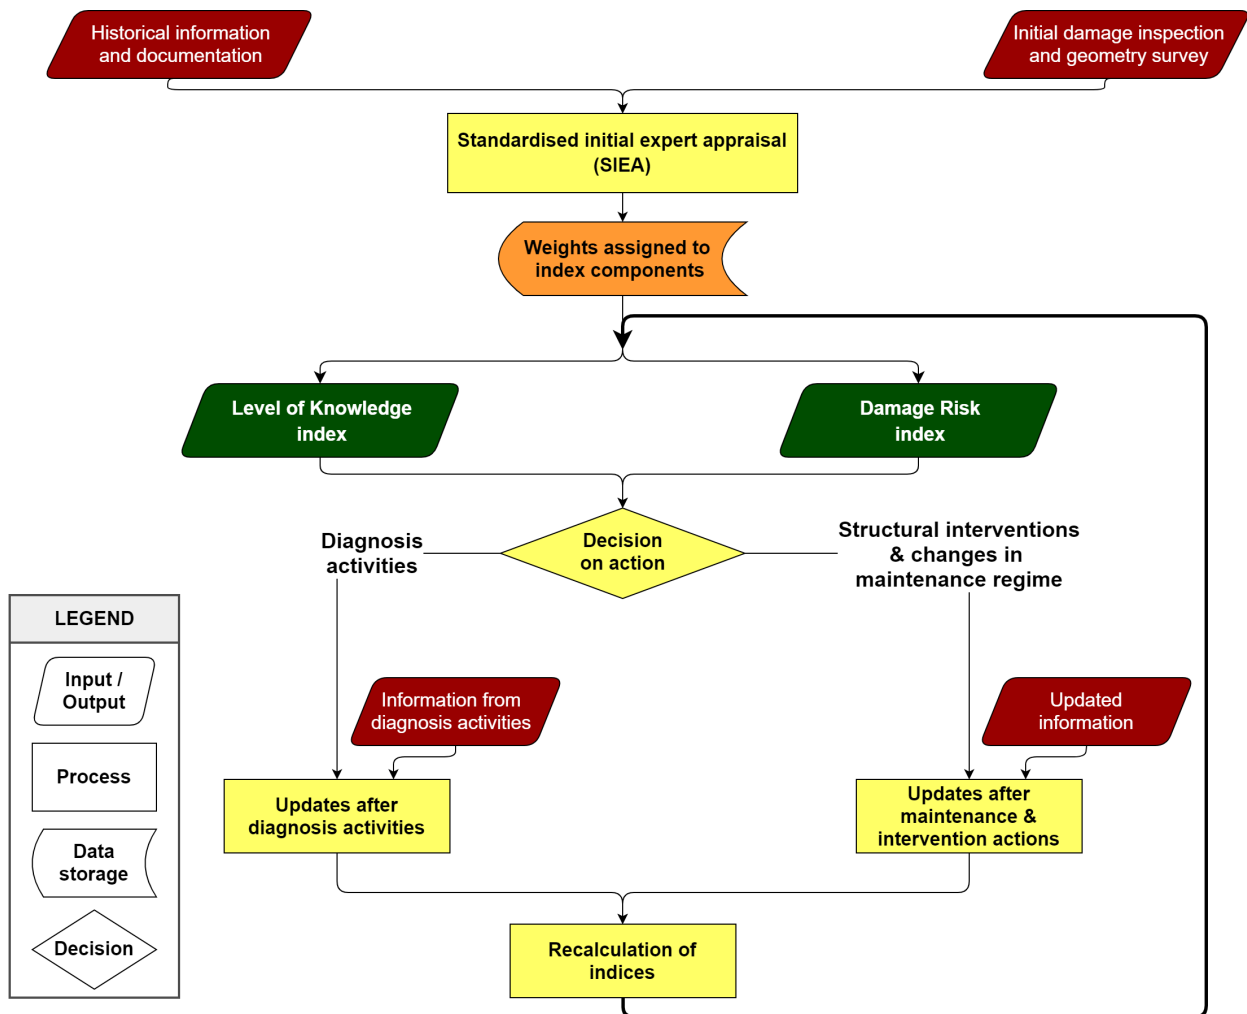 Historical information
and documentation
Initial damage inspection
and geometry survey
Standardised initial expert appraisal
(SIEA)
Weights assigned to
index components
Level of Knowledge
index
Damage Risk
index
Decision
on action
Diagnosis
activities
Structural interventions
& changes in
maintenance regime
LEGEND
Input /
Output
Process
Data
storage
Decision
Information from
diagnosis activities
Updated
information
Updates after
diagnosis activities
Updates after
maintenance &
intervention actions
Recalculation of
indices